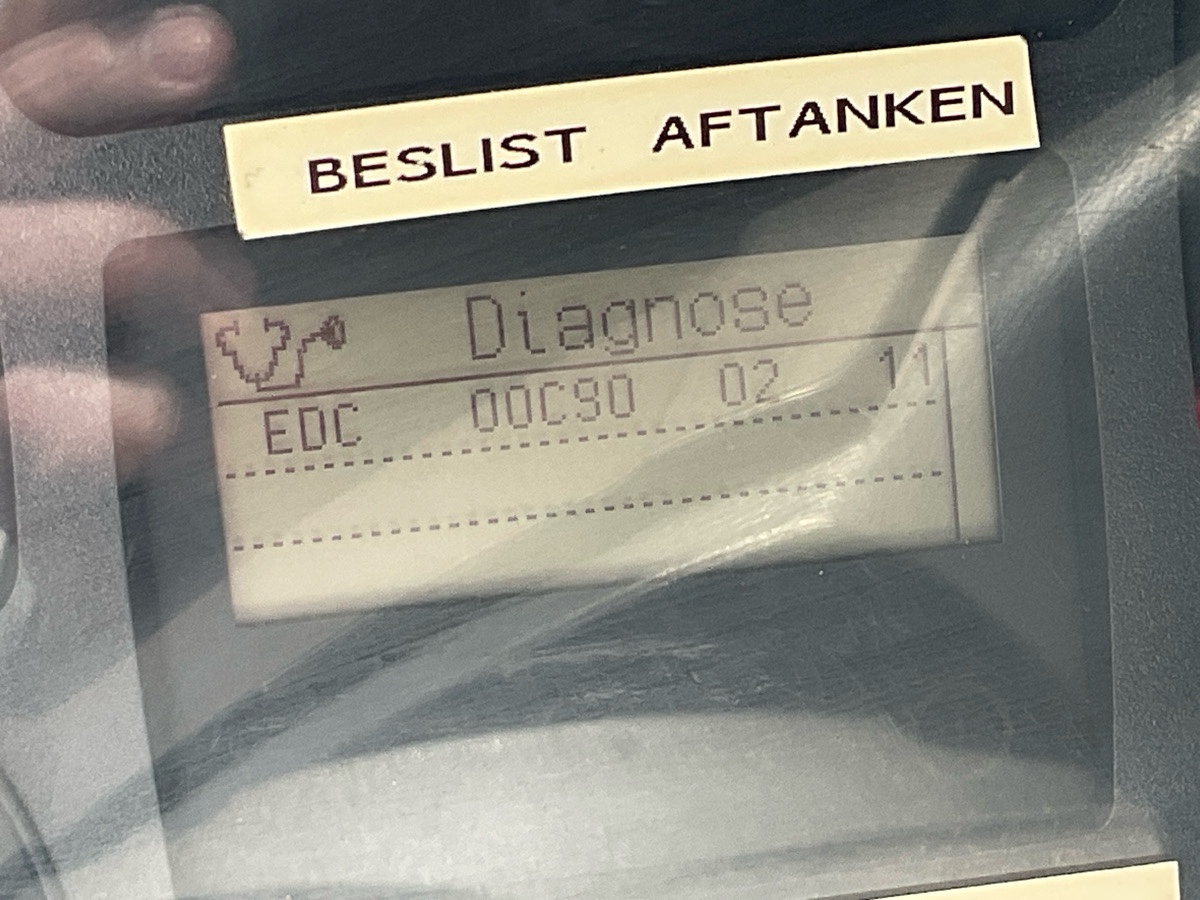 BESLIST AFTANKEN
Diagnose
EDC 00C90 02 11